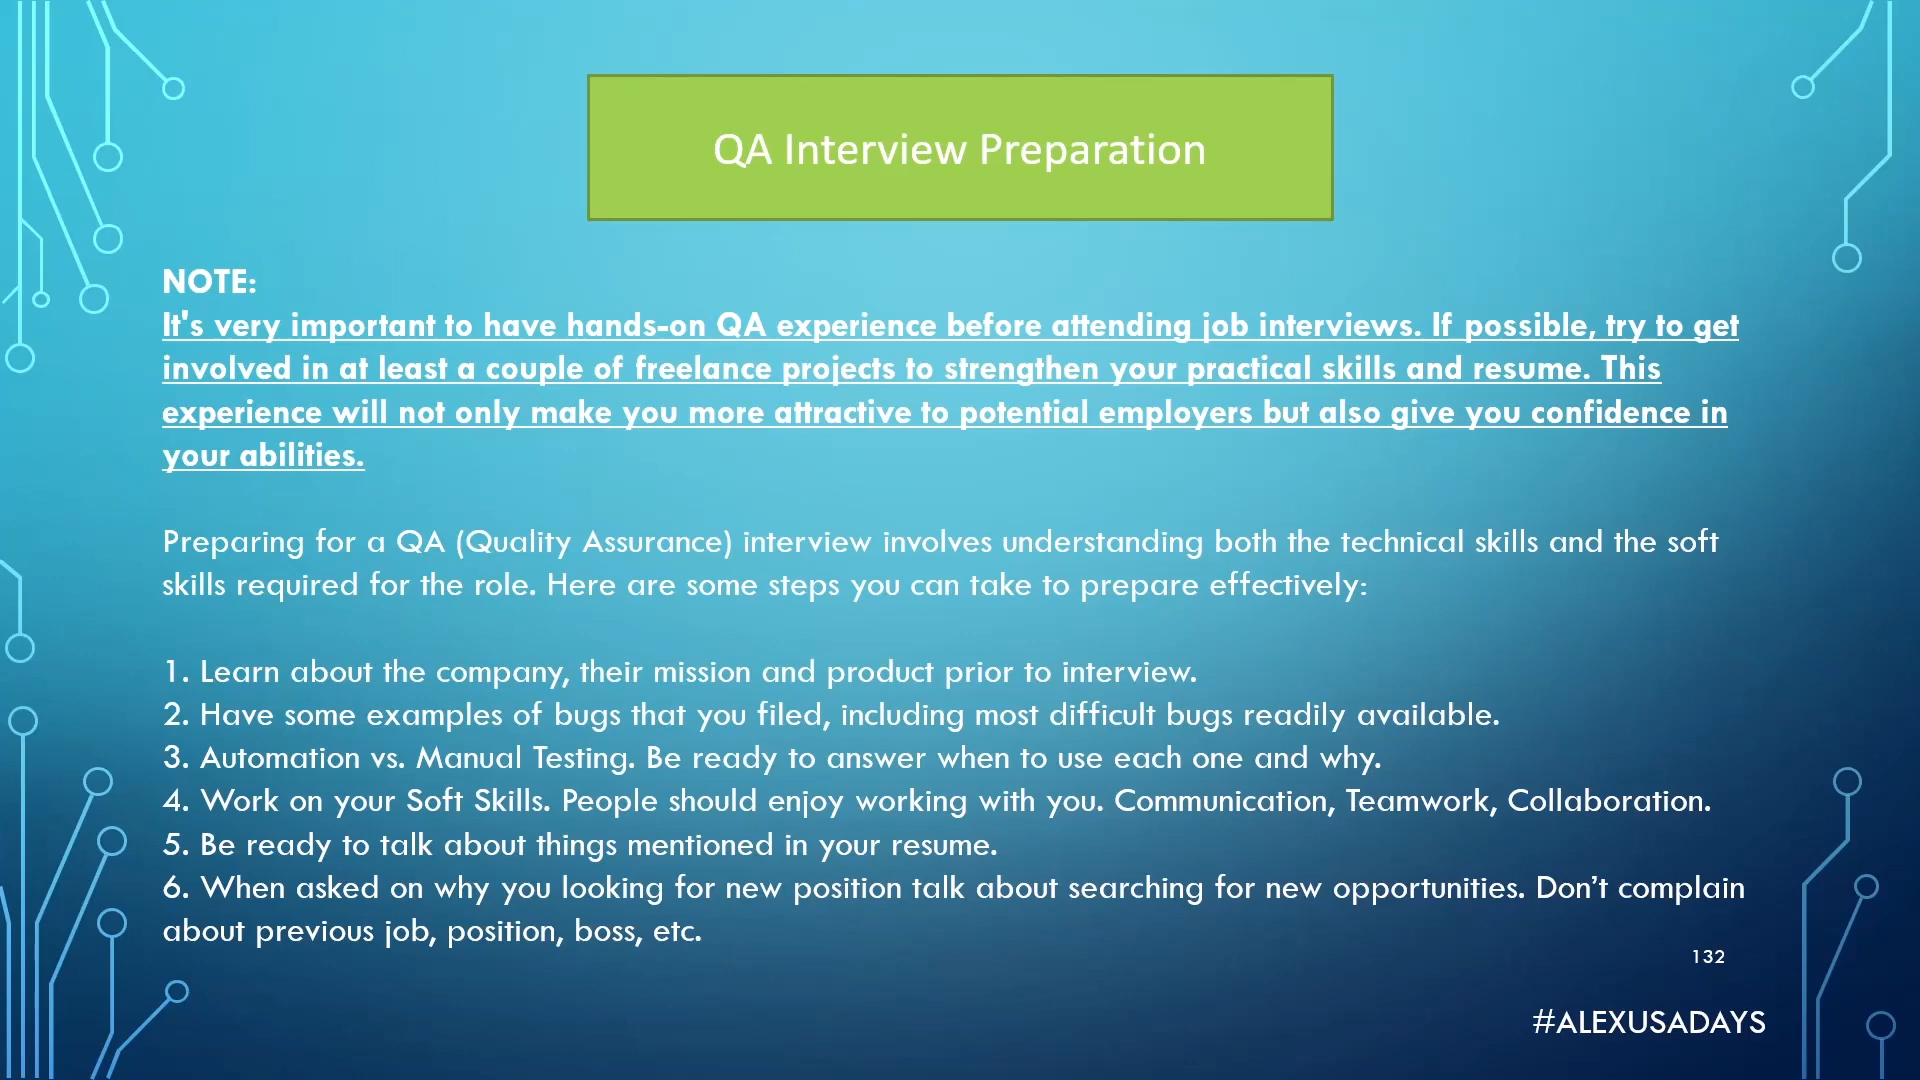 QA Interview Preparation
NOTE:
It's very important to have hands-on QA experience before attending job interviews. If possible, try to get
involved in at least a couple of freelance projects to strengthen your practical skills and resume. This
experience will not only make you more attractive to potential employers but also give you confidence in
your abilities.
Preparing for a QA (Quality Assurance) interview involves understanding both the technical skills and the soft
skills required for the role. Here are some steps you can take to prepare effectively:
1. Learn about the company, their mission and product prior to interview.
2. Have some examples of bugs that you filed, including most difficult bugs readily available.
3. Automation vs. Manual Testing. Be ready to answer when to use each one and why.
4. Work on your Soft Skills. People should enjoy working with you. Communication, Teamwork, Collaboration.
5. Be ready to talk about things mentioned in your resume.
6. When asked on why you looking for new position talk about searching for new opportunities. Don’t complain
about previous job, position, boss, etc.
132
#ALEXUSADAYS